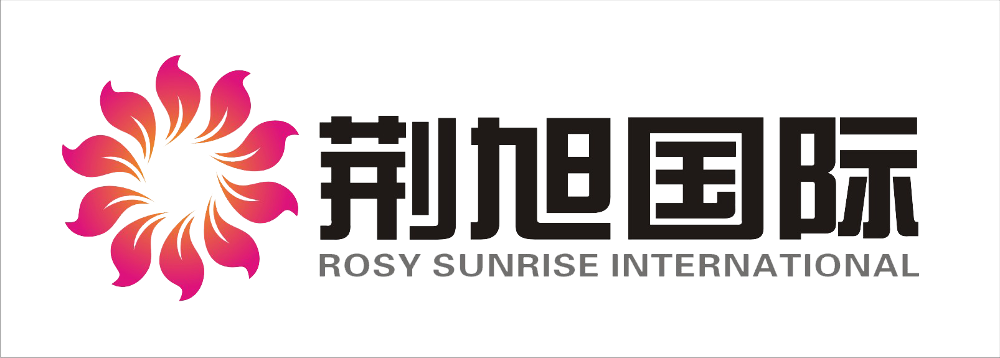 荆旭国际
ROSY SUNRISE INTERNATIONAL